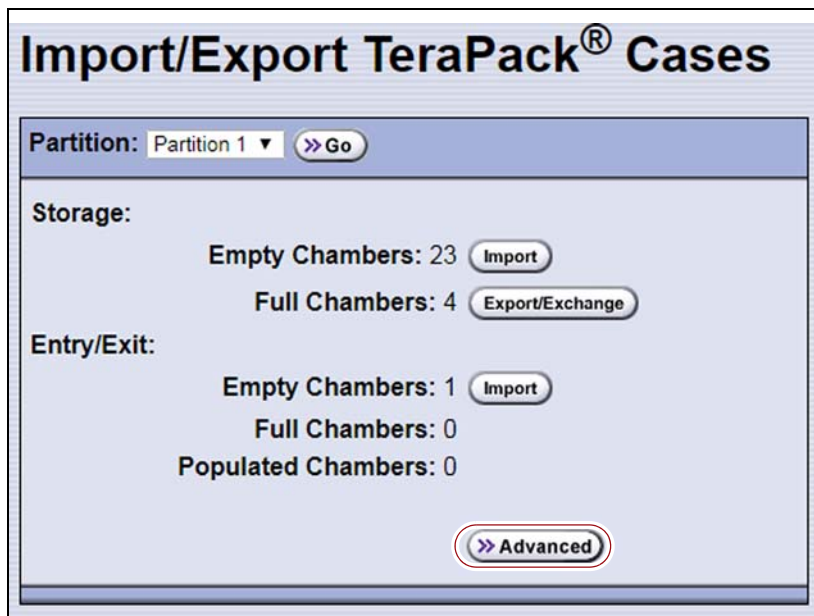 Import/Export TeraPack® Cases
Partition: Partition 1 ▼ >> Go
Storage:
Empty Chambers: 23 Import
Full Chambers: 4 Export/Exchange
Entry/Exit:
Empty Chambers: 1 Import
Full Chambers: 0
Populated Chambers: 0
>> Advanced